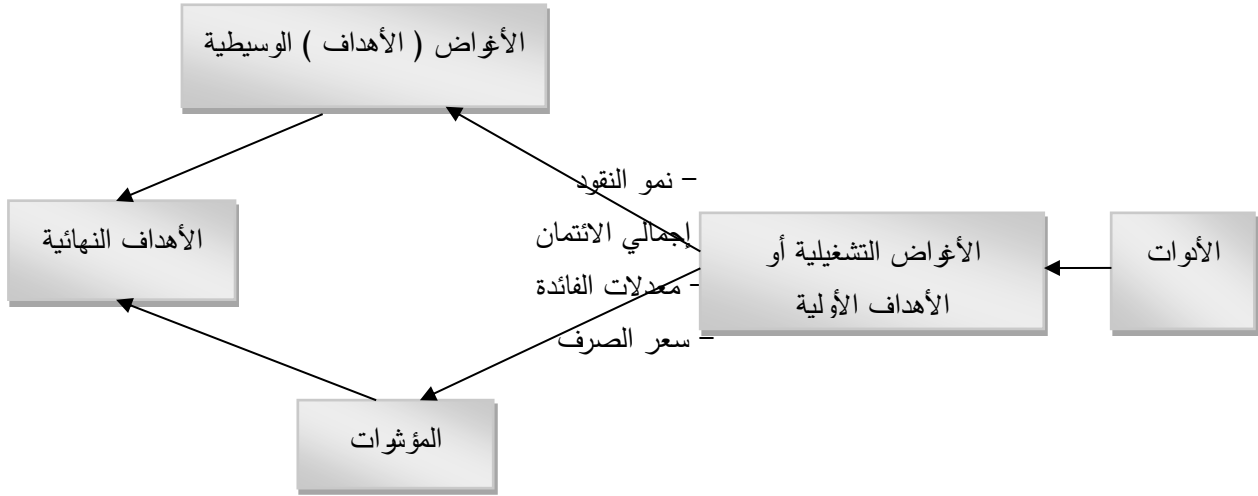 الأغراض ( الأهداف ) الوسيطية
– نمو النقود
إجمالي الائتمان
– معدلات الفائدة
– سعر الصرف
الأدوات
الأغراض التشغيلية أو
الأهداف الأولية
الأهداف النهائية
المؤشرات